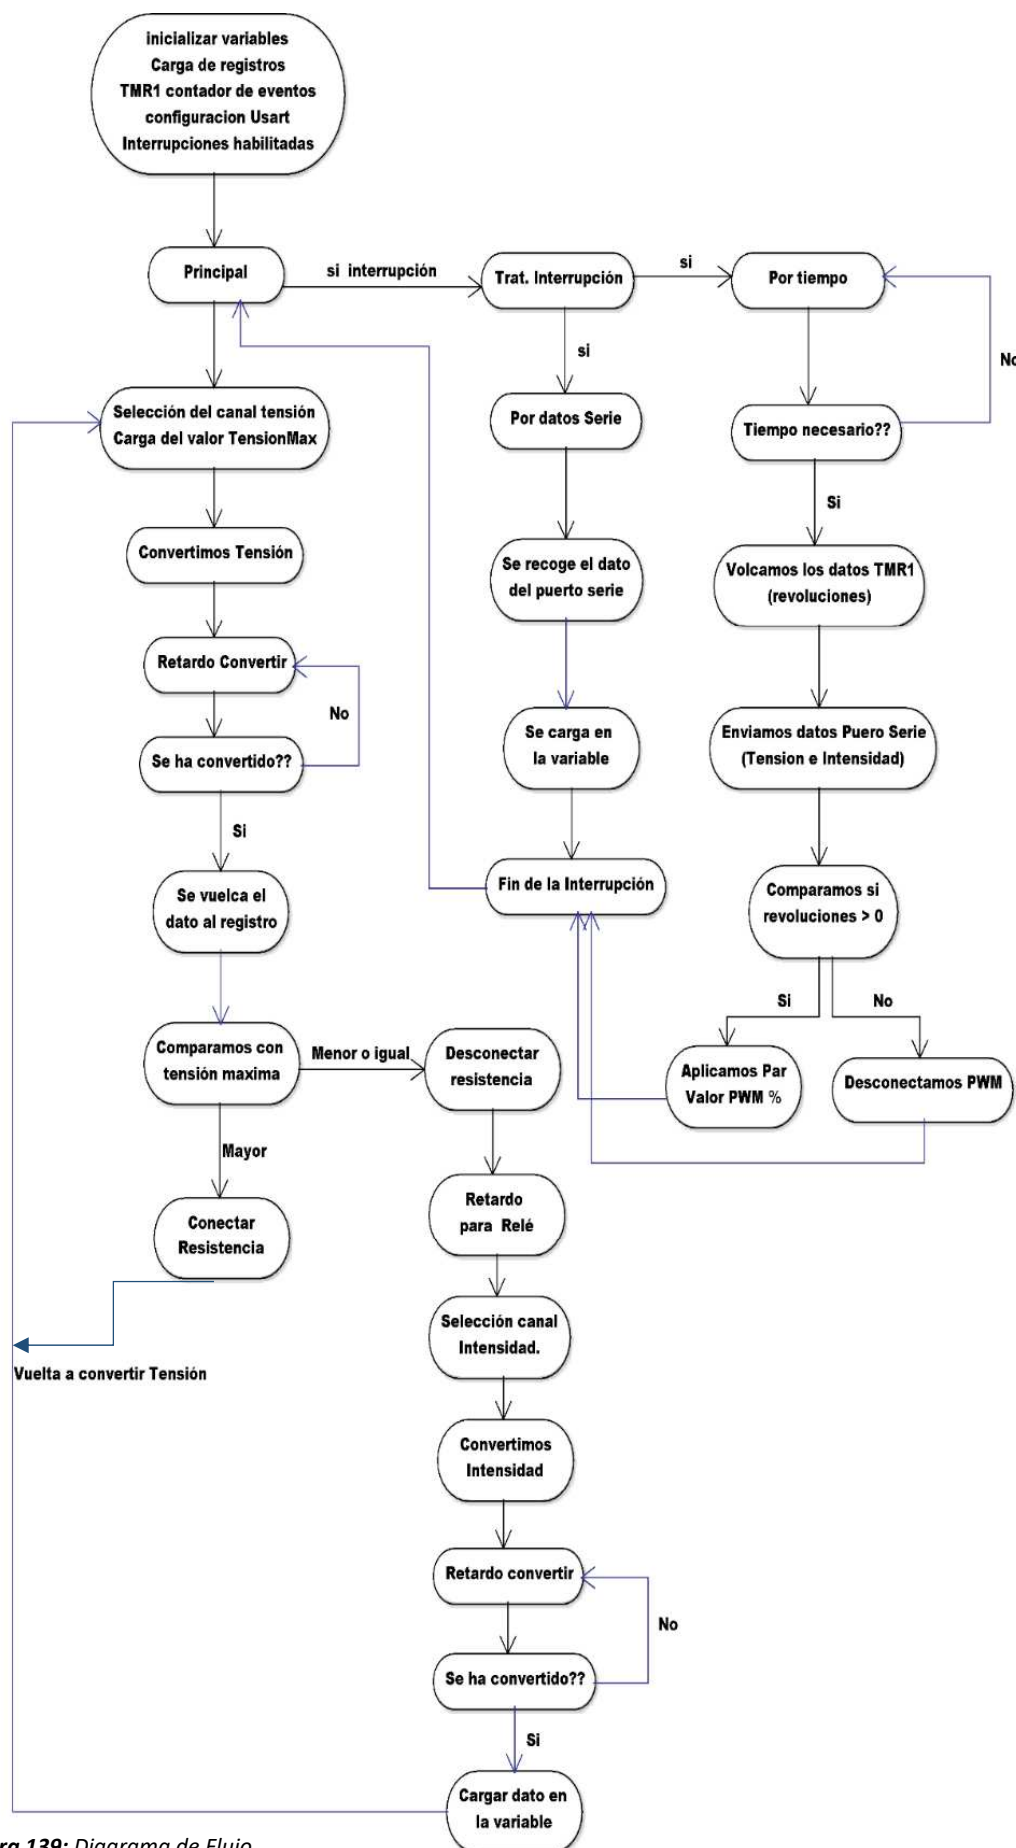 inicializar variables
Carga de registros
TMR1 contador de eventos
configuracion Usart
Interrupciones habilitadas
Principal
si interrupción
Trat. Interrupción
si
Por tiempo
No
si
Selección del canal tensión
Carga del valor TensionMax
Por datos Serie
Tiempo necesario??
Si
Convertimos Tensión
Se recoge el dato
del puerto serie
Volcamos los datos TMR1
(revoluciones)
Retardo Convertir
No
Se ha convertido??
Se carga en
la variable
Enviamos datos Puero Serie
(Tension e Intensidad)
Si
Se vuelca el
dato al registro
Fin de la Interrupción
Comparamos si
revoluciones > 0
Si
No
Comparamos con
tensión maxima
Menor o igual
Desconectar
resistencia
Aplicamos Par
Valor PWM %
Desconectamos PWM
Mayor
Conectar
Resistencia
Retardo
para Relé
Vuelta a convertir Tensión
Selección canal
Intensidad.
Convertimos
Intensidad
Retardo convertir
No
Se ha convertido??
Si
Cargar dato en
la variable
ra 139: Diagrama de Flujo